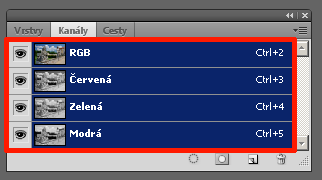 Vrstvy Kanály Cesty
RGB Ctrl+2
Červená Ctrl+3
Zelená Ctrl+4
Modrá Ctrl+5